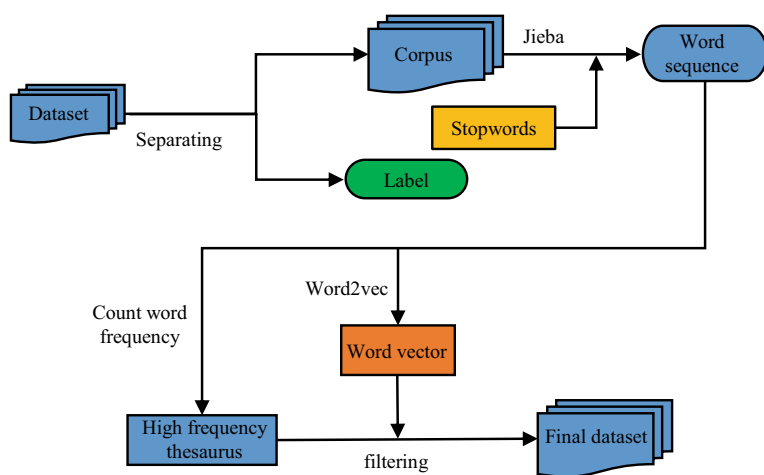 Corpus
Jieba
Word
sequence
Dataset
Separating
Stopwords
Label
Count word
frequency
Word2vec
Word vector
High frequency
thesaurus
filtering
Final dataset